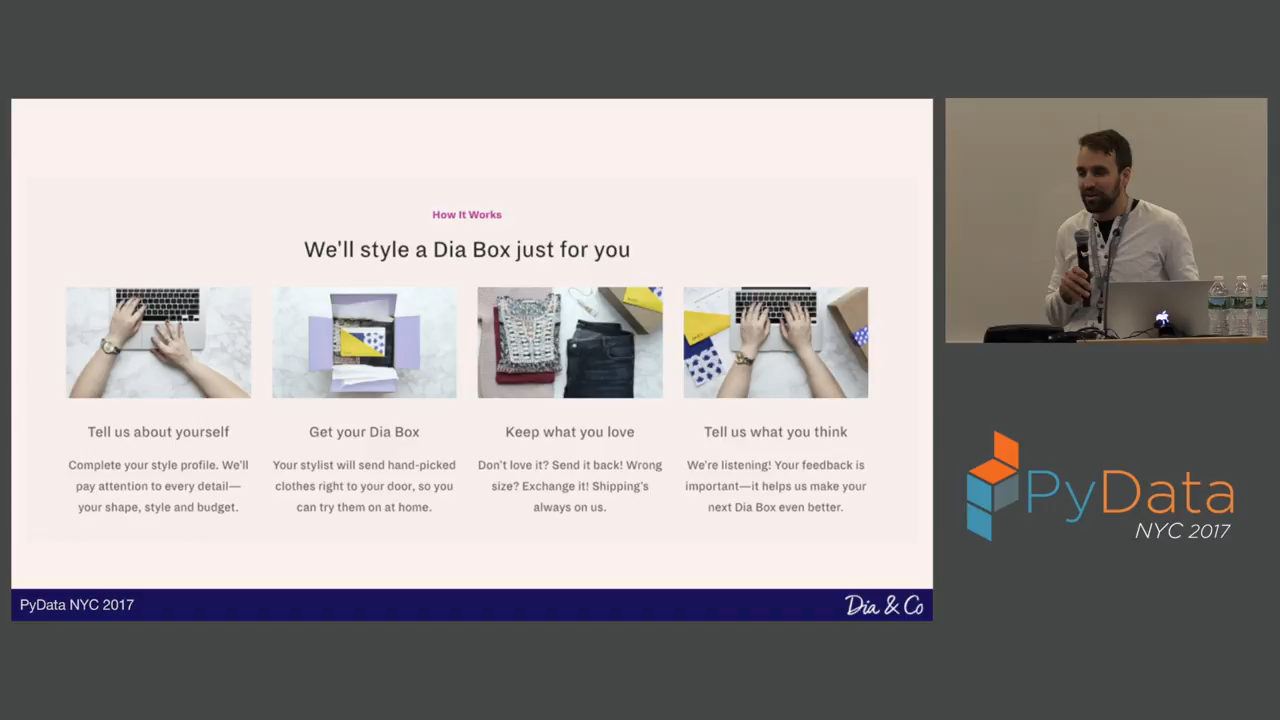 How It Works
We'll style a Dia Box just for you
Tell us about yourself
Complete your style profile. We'll
pay attention to every detail—
your shape, style and budget.
Get your Dia Box
Your stylist will send hand-picked
clothes right to your door, so you
can try them on at home.
Keep what you love
Don't love it? Send it back! Wrong
size? Exchange it! Shipping's
always on us.
Tell us what you think
We're listening! Your feedback is
important—it helps us make your
next Dia Box even better.
PyData NYC 2017
Dia & Co
PyData
NYC 2017